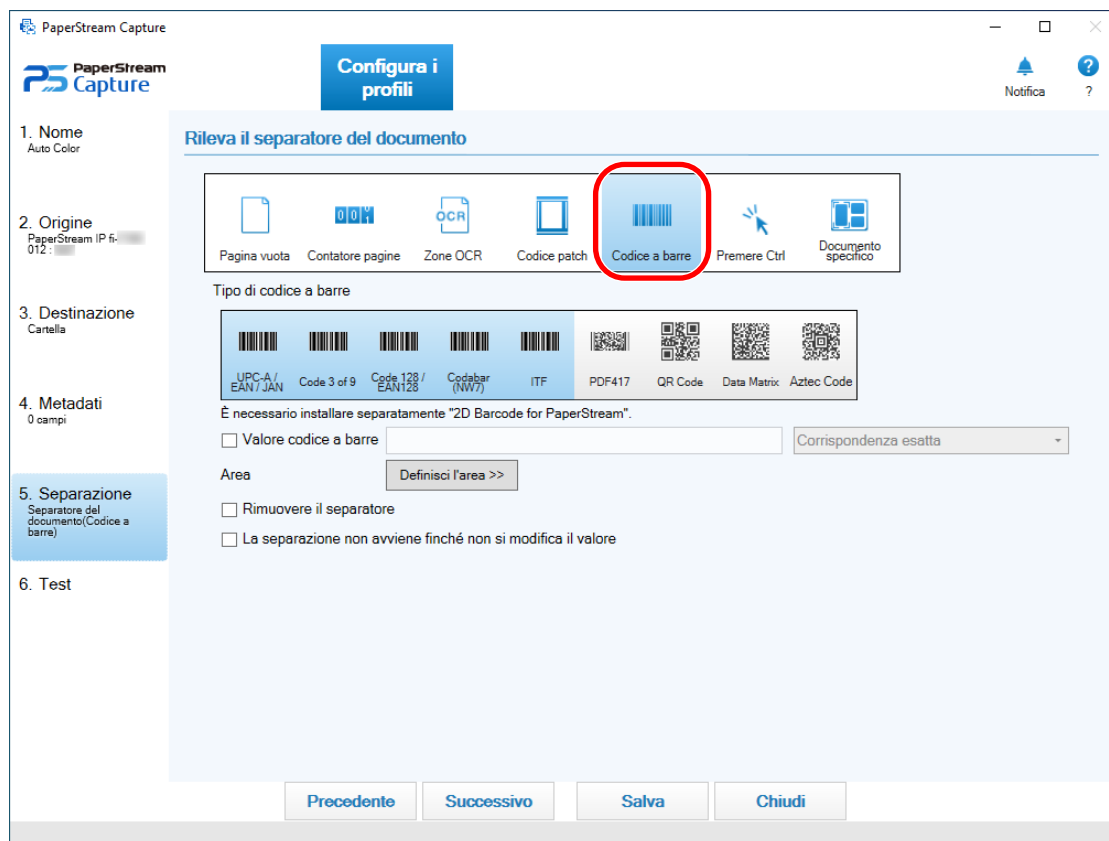 PaperStream Capture
PaperStream
Capture
Configura i
profili
Notifica
?
1. Nome
Auto Color
2. Origine
PaperStream IP fi-
012 :
3. Destinazione
Cartella
4. Metadati
0 campi
5. Separazione
Separatore del
documento(Codice a
barre)
6. Test
Rileva il separatore del documento
Pagina vuota
Contatore pagine
OCR
Zone OCR
Codice patch
Codice a barre
Premere Ctrl
Documento
specifico
Tipo di codice a barre
UPC-A /
EAN / JAN
Code 3 of 9
Code 128 /
EAN128
Codabar
(NW7)
ITF
PDF417
QR Code
Data Matrix
Aztec Code
È necessario installare separatamente "2D Barcode for PaperStream".
Valore codice a barre
Corrispondenza esatta
Area
Definisci l'area >>
Rimuovere il separatore
La separazione non avviene finché non si modifica il valore
Precedente
Successivo
Salva
Chiudi